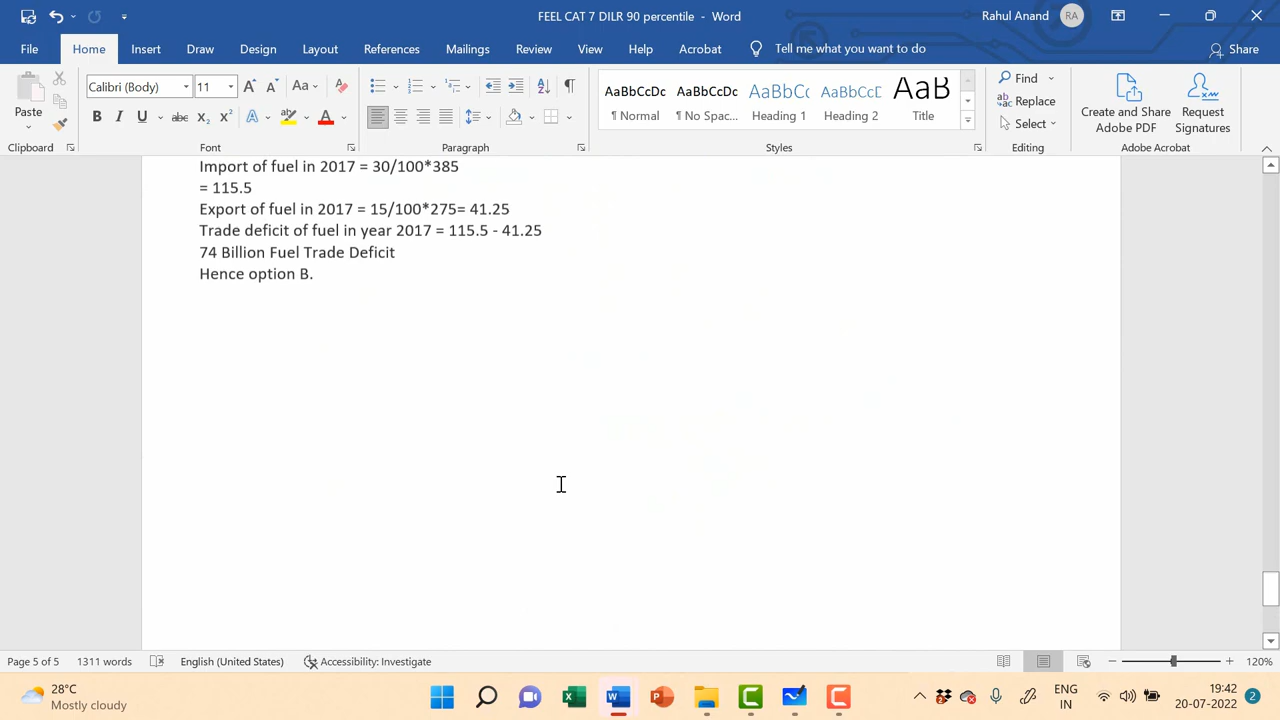 FEEL CAT 7 DILR 90 percentile - Word
Rahul Anand RA
File Home Insert Draw Design Layout References Mailings Review View Help Acrobat Tell me what you want to do Share
Calibri (Body) 11 Aa
Paste
B I U abc x₂ x² A A
Clipboard Font Paragraph Styles Editing Adobe Acrobat
AaBbCcDc AaBbCcDc AaBbCc AaBbCcD AaB
¶ Normal ¶ No Spac... Heading Heading 2 Title
Find
Replace
Select
Create and Share Adobe PDF
Request Signatures
Import of fuel in 2017 = 30/100*385
= 115.5
Export of fuel in 2017 = 15/100*275= 41.25
Trade deficit of fuel in year 2017 = 115.5 - 41.25
74 Billion Fuel Trade Deficit
Hence option B.
Page 5 of 5 1311 words English (United States) Accessibility: Investigate 120%
28°C
Mostly cloudy
ENG
IN
19:42
20-07-2022
2